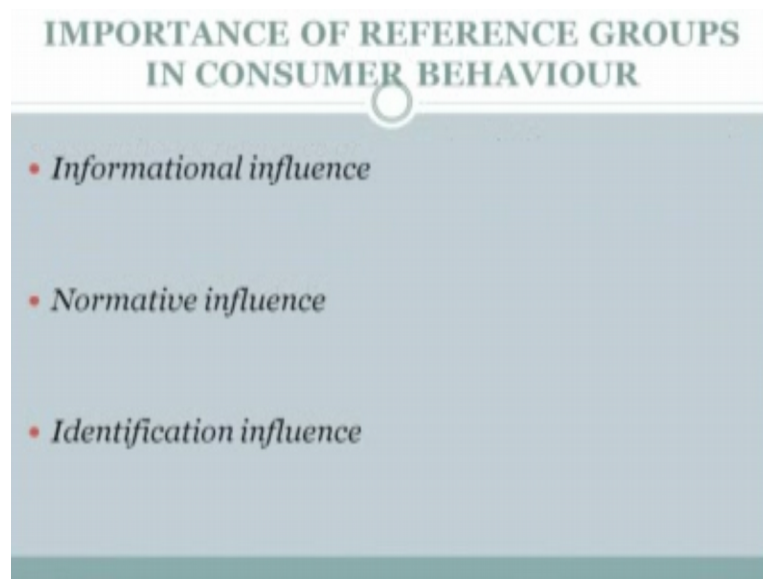 IMPORTANCE OF REFERENCE GROUPS
IN CONSUMER BEHAVIOUR
• Informational influence
• Normative influence
• Identification influence